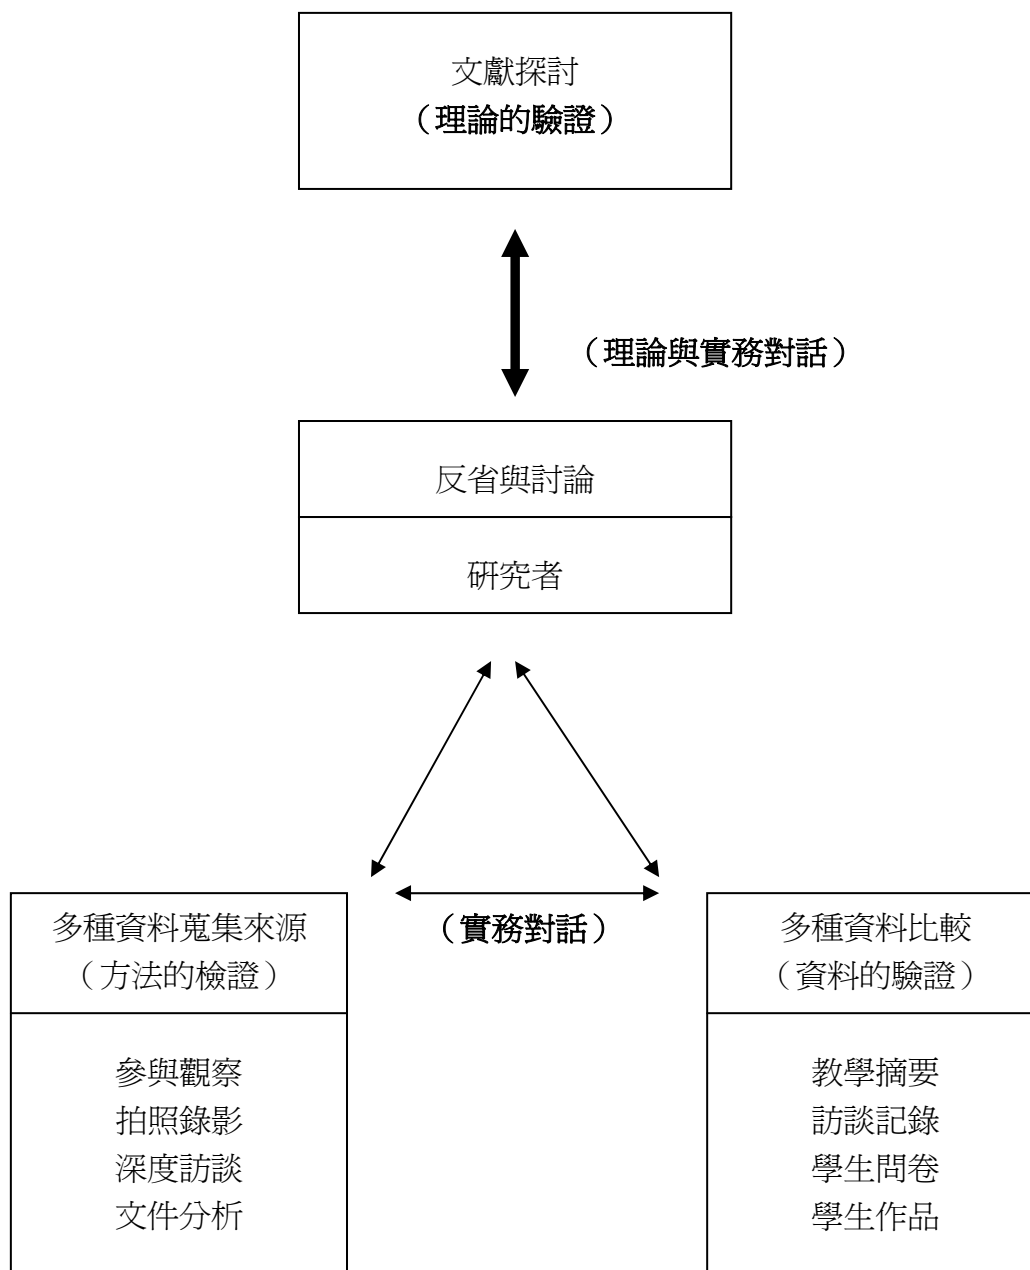 文獻探討
（理論的驗證）
（理論與實務對話）
反省與討論
研究者
（實務對話）
多種資料蒐集來源
（方法的檢證）
參與觀察
拍照錄影
深度訪談
文件分析
多種資料比較
（資料的驗證）
教學摘要
訪談記錄
學生問卷
學生作品